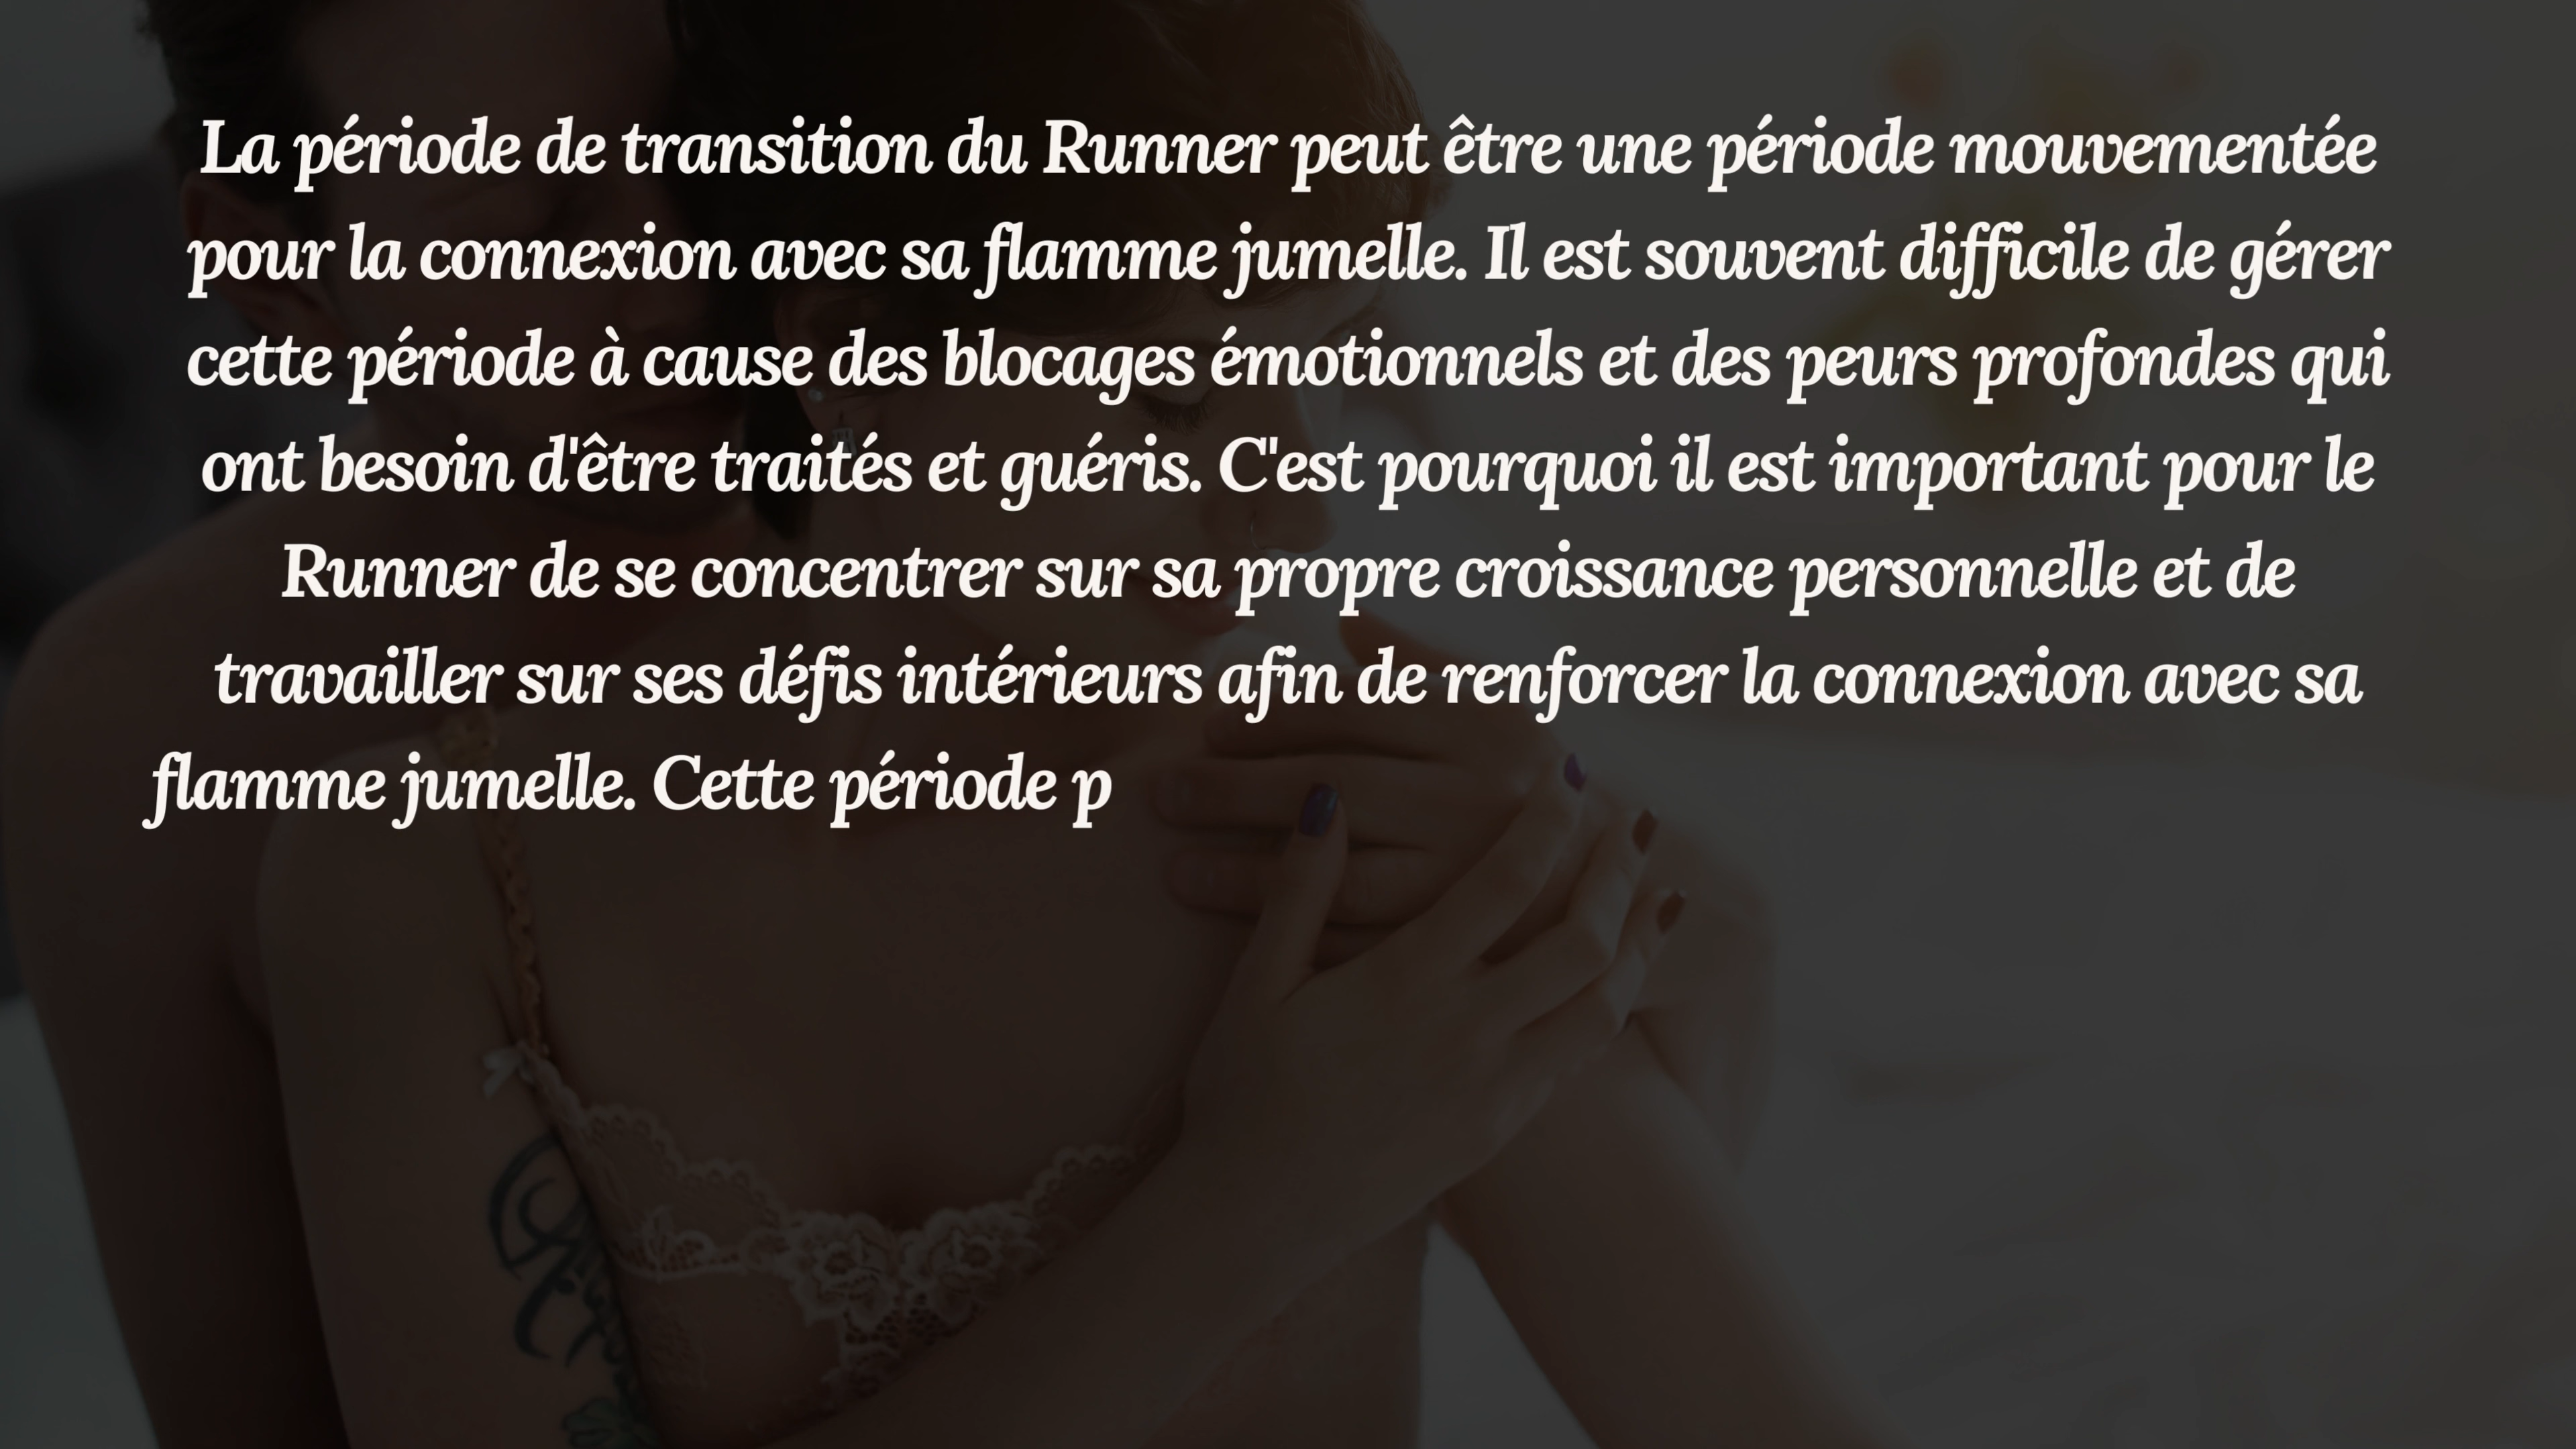 La période de transition du Runner peut être une période mouvementée
pour la connexion avec sa flamme jumelle. Il est souvent difficile de gérer
cette période à cause des blocages émotionnels et des peurs profondes qui
ont besoin d'être traités et guéris. C'est pourquoi il est important pour le
Runner de se concentrer sur sa propre croissance personnelle et de
travailler sur ses défis intérieurs afin de renforcer la connexion avec sa
flamme jumelle. Cette période p